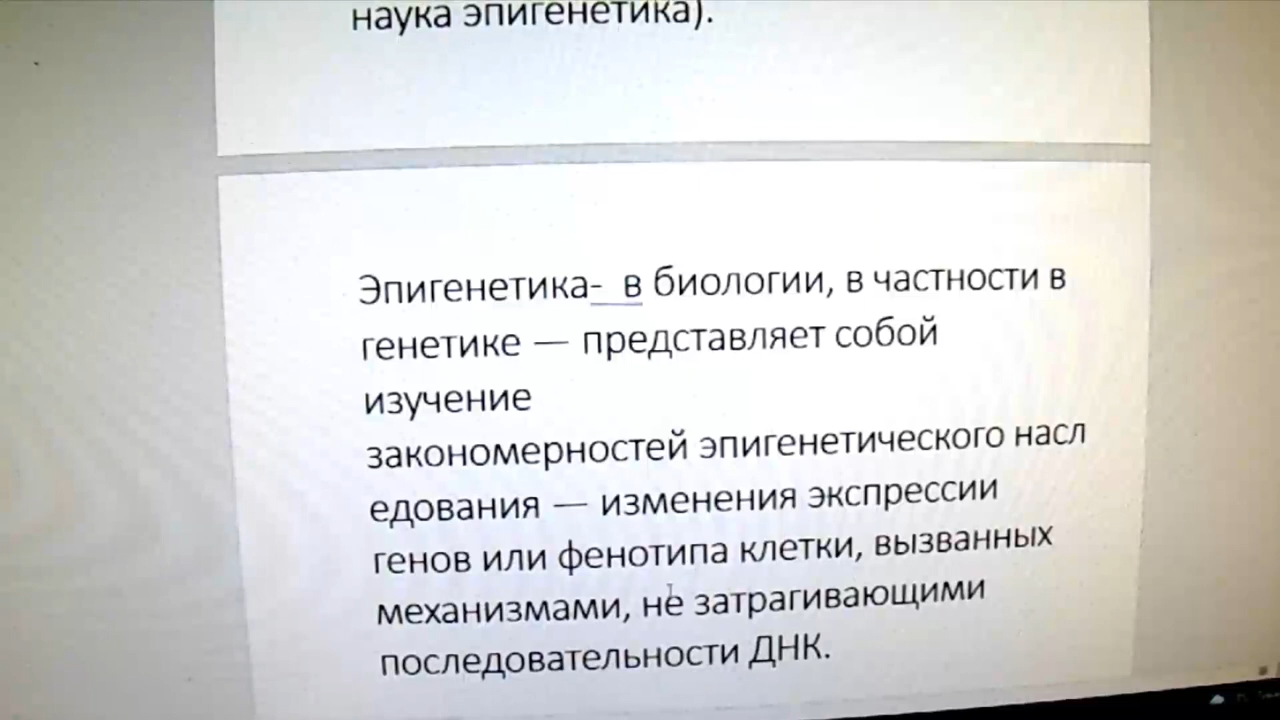 наука эпигенетика).
Эпигенетика-  в биологии, в частности в
генетике — представляет собой
изучение
закономерностей эпигенетического насл
едования — изменения экспрессии
генов или фенотипа клетки, вызванных
механизмами, не затрагивающими
последовательности ДНК.